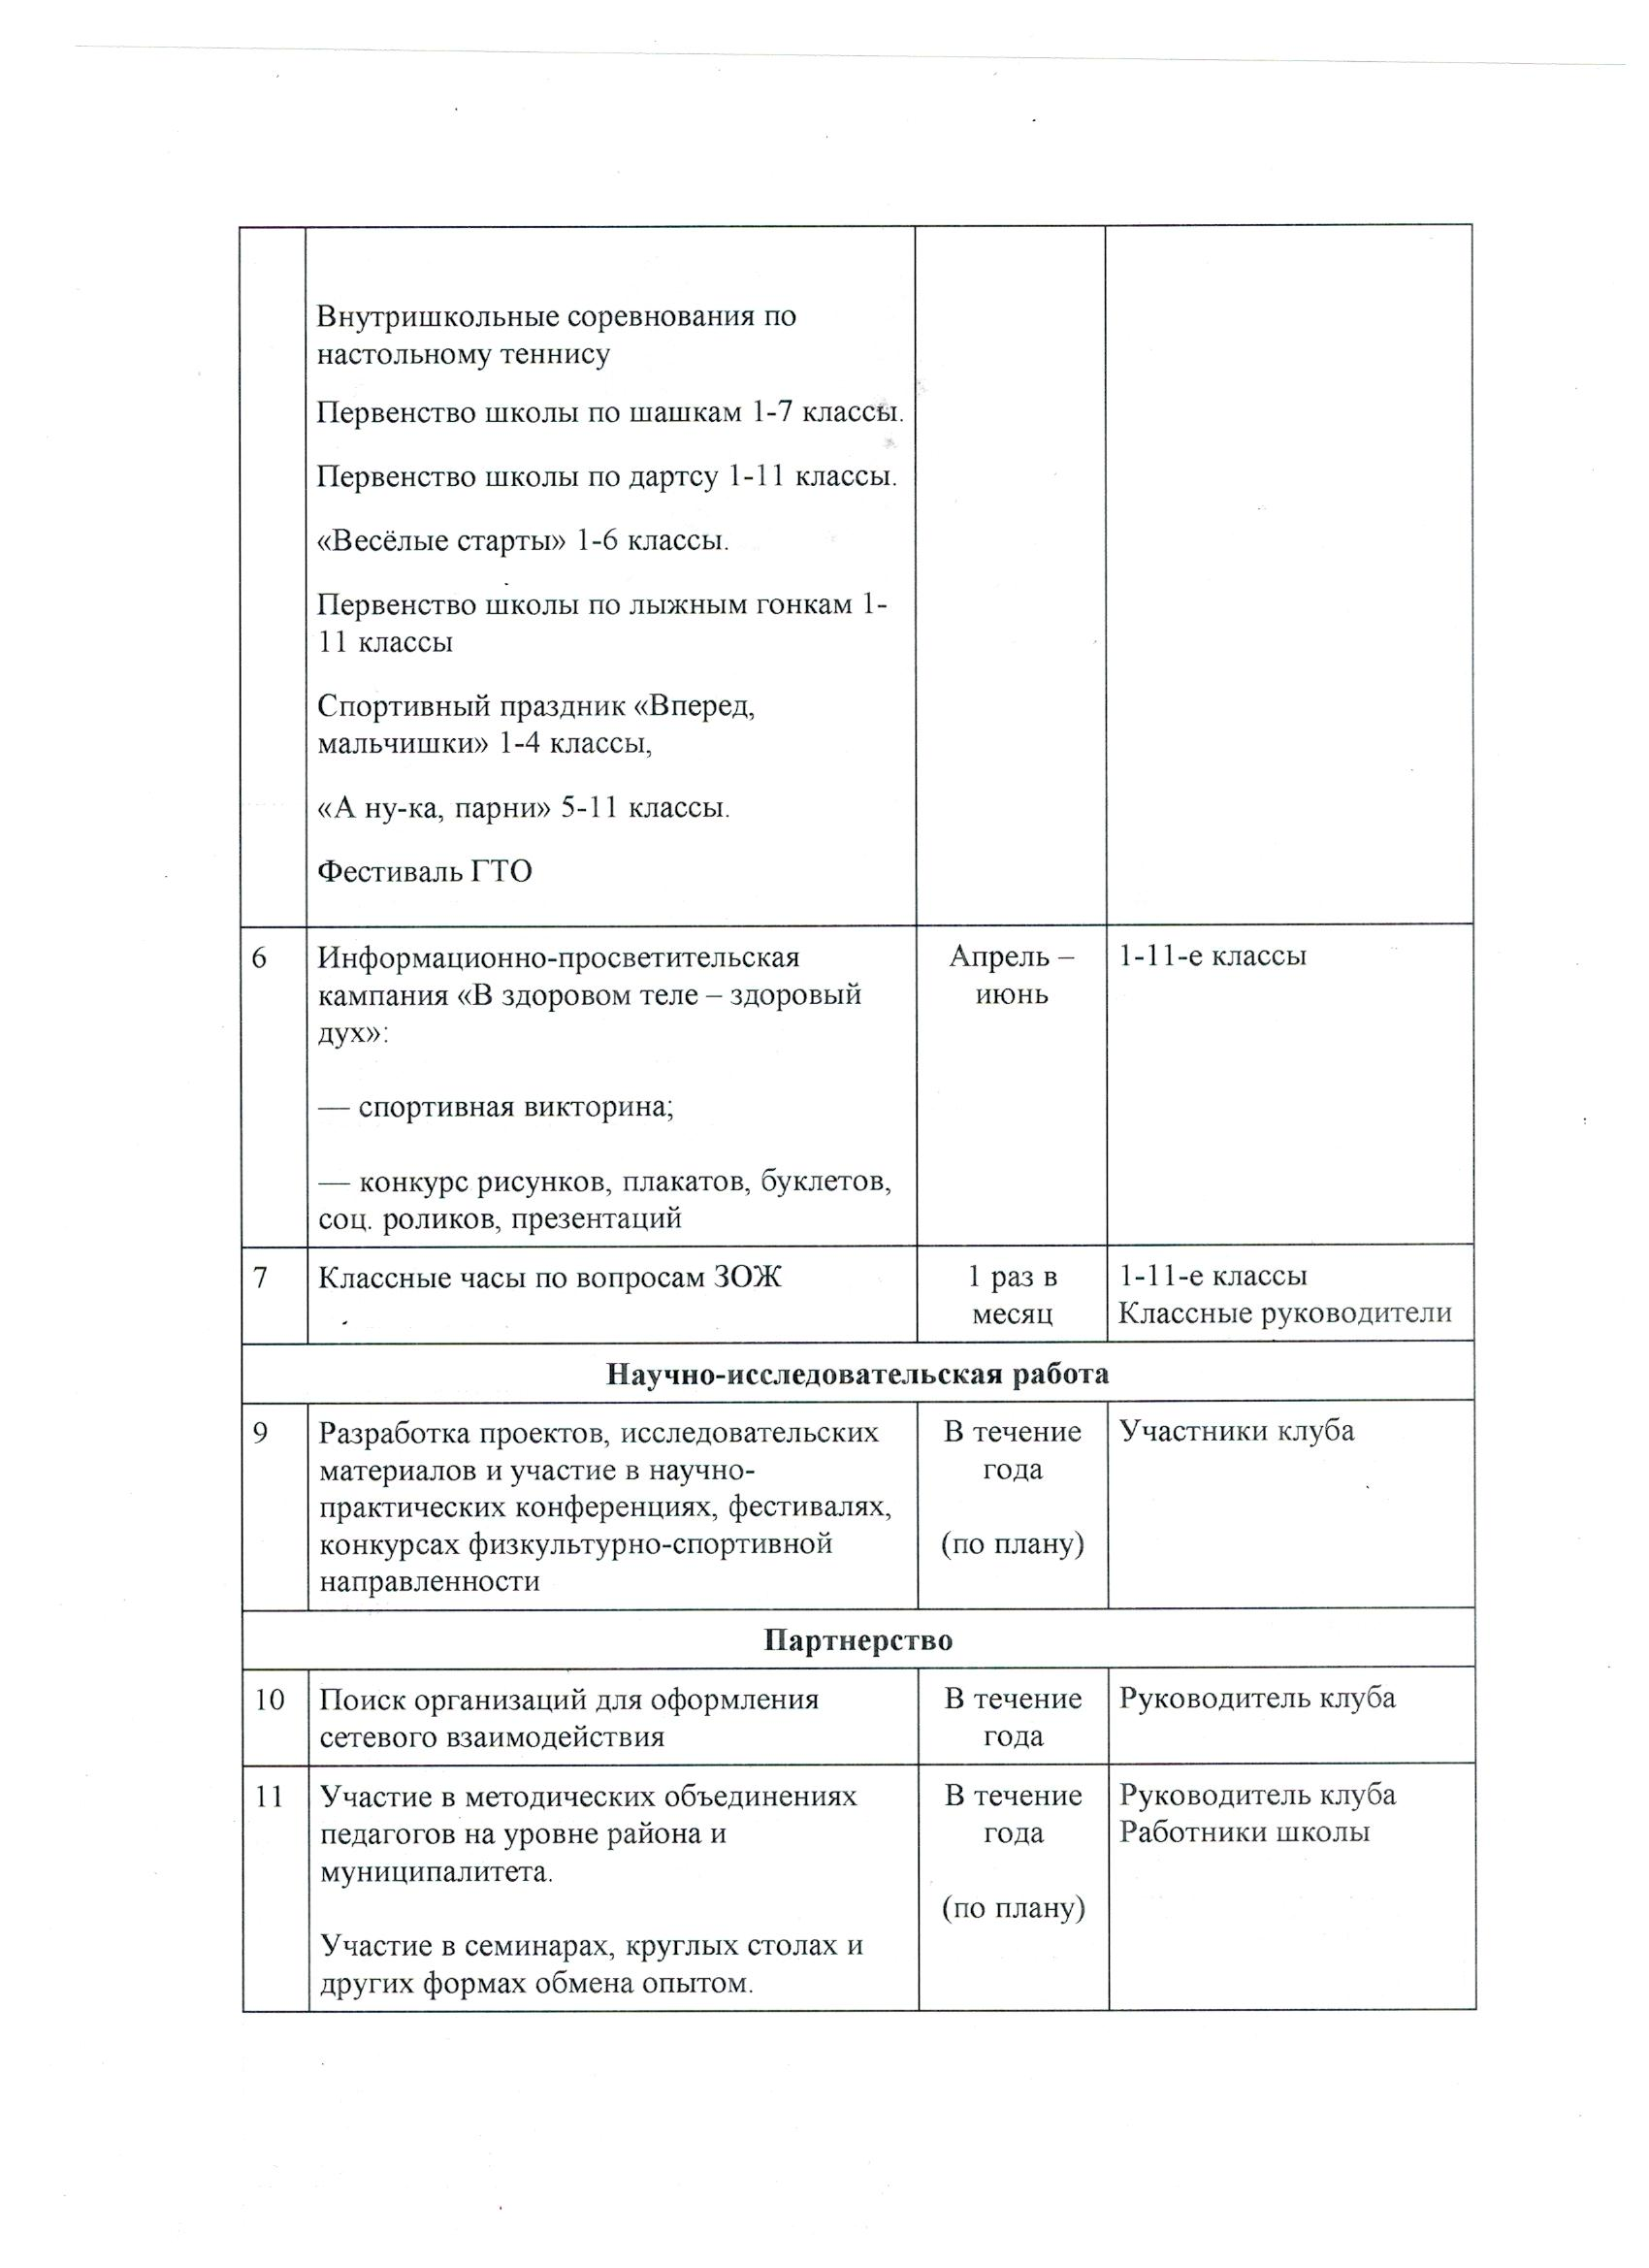 Внутришкольные соревнования по
настольному теннису
Первенство школы по шашкам 1-7 классы.
Первенство школы по дартсу 1-11 классы.
«Весёлые старты» 1-6 классы.
Первенство школы по лыжным гонкам 1-
11 классы
Спортивный праздник «Вперед,
мальчишки» 1-4 классы,
«А ну-ка, парни» 5-11 классы.
Фестиваль ГТО
6
Информационно-просветительская
кампания «В здоровом теле – здоровый
дух»:
— спортивная викторина;
— конкурс рисунков, плакатов, буклетов,
соц. роликов, презентаций
Апрель –
июнь
1-11-е классы
7
Классные часы по вопросам ЗОЖ
1 раз в
месяц
1-11-е классы
Классные руководители
Научно-исследовательская работа
9
Разработка проектов, исследовательских
материалов и участие в научно-
практических конференциях, фестивалях,
конкурсах физкультурно-спортивной
направленности
В течение
года
(по плану)
Участники клуба
Партнерство
10
Поиск организаций для оформления
сетевого взаимодействия
В течение
года
Руководитель клуба
11
Участие в методических объединениях
педагогов на уровне района и
муниципалитета.
Участие в семинарах, круглых столах и
других формах обмена опытом.
В течение
года
(по плану)
Руководитель клуба
Работники школы